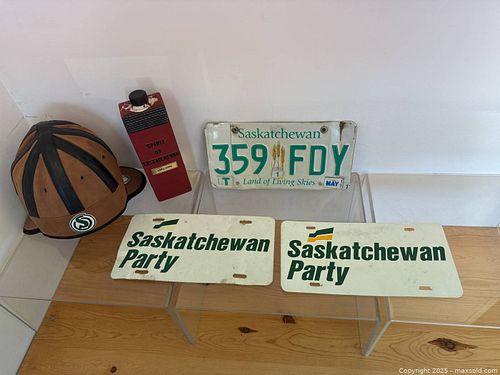 SPIRIT
OF
SASKATCHEWAN
Saskatchewan
359 FDY
T Land of Living Skies MAY
Saskatchewan
Party
Saskatchewan
Party
S
Copyright 2025 - maxsold.com